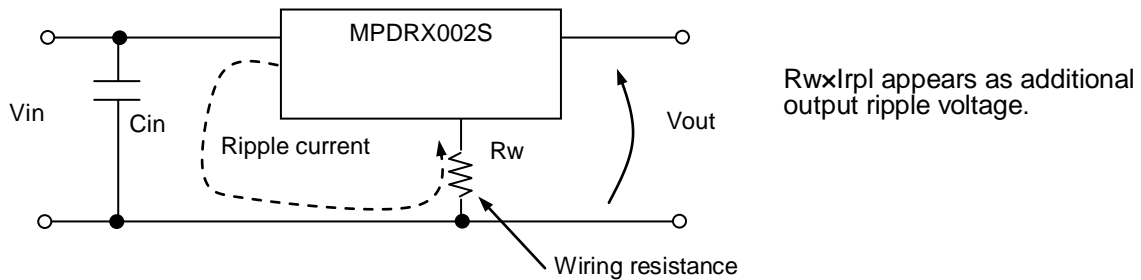 MPDRX002S
Rw×Irpl appears as additional
output ripple voltage.
Vin
Cin
Vout
Ripple current
Rw
Wiring resistance